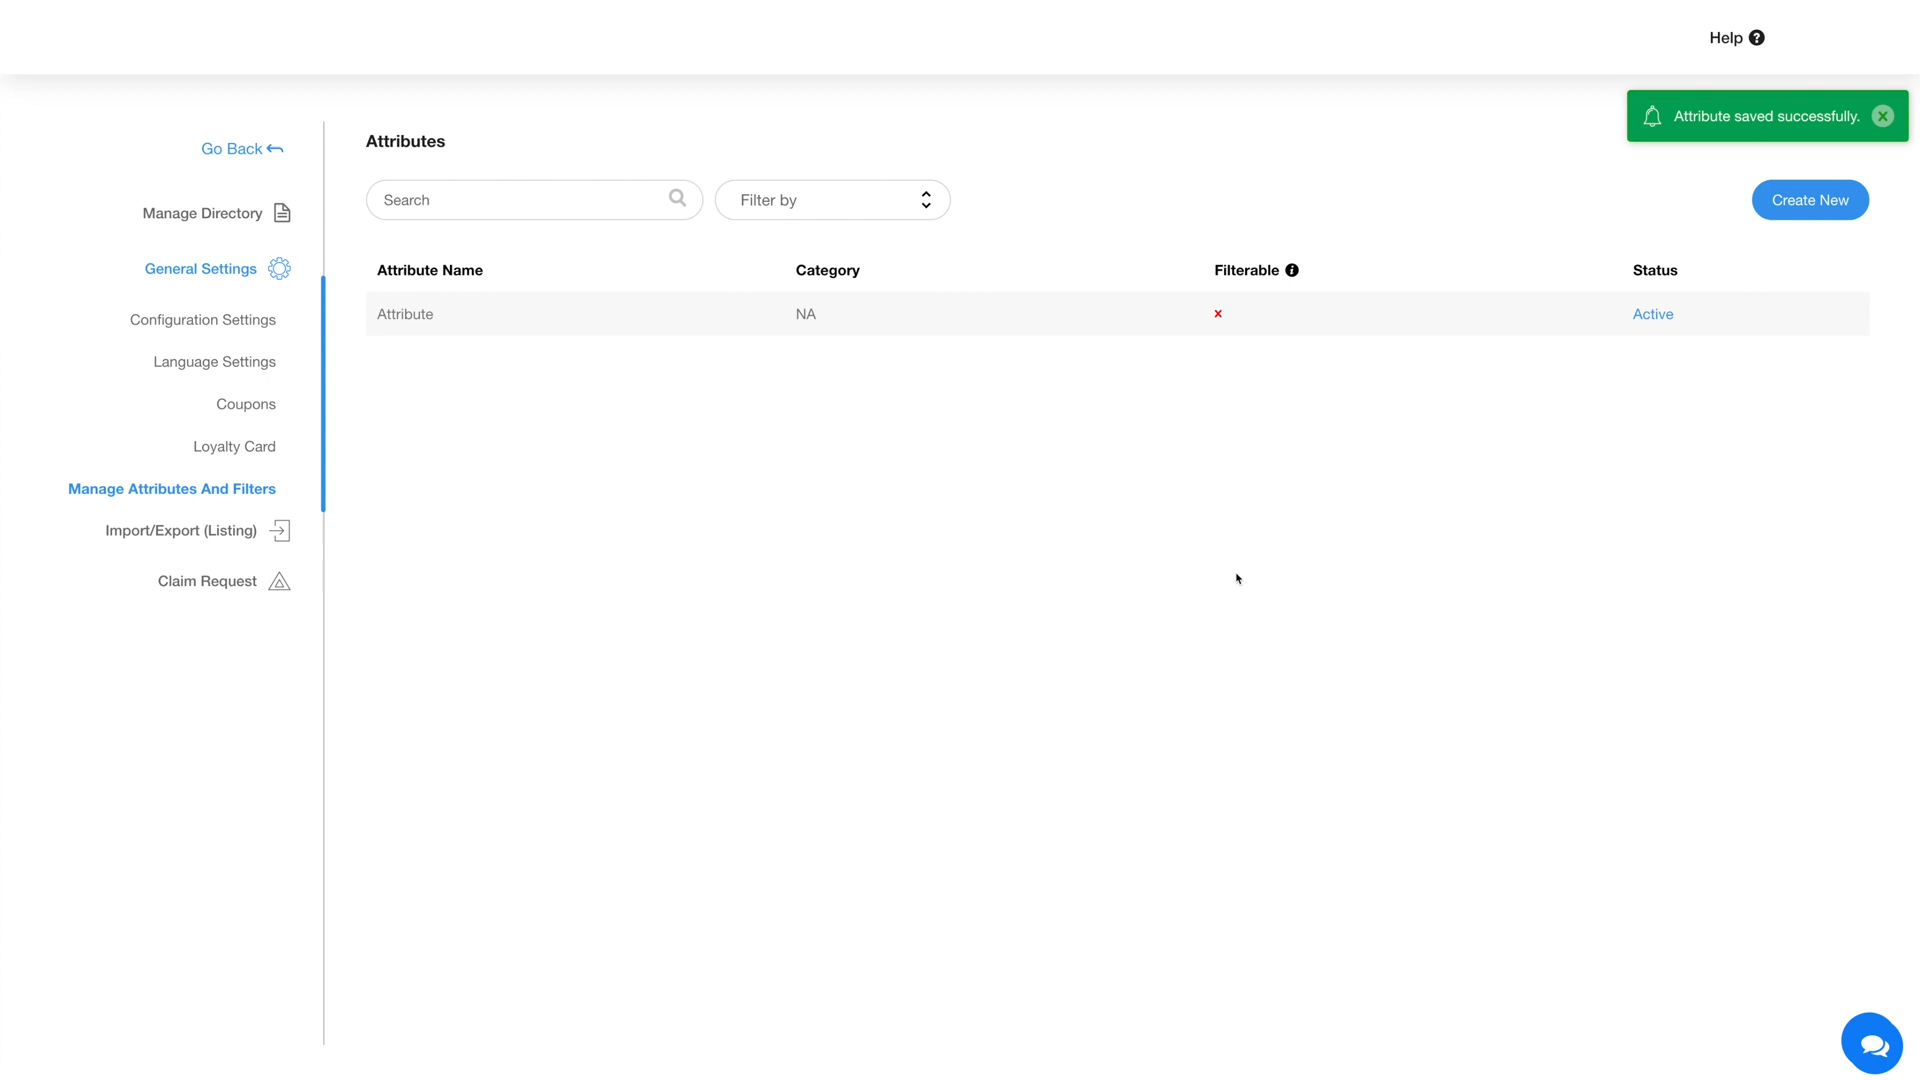 Help
Attribute saved successfully.
Go Back
Manage Directory
General Settings
Configuration Settings
Language Settings
Coupons
Loyalty Card
Manage Attributes And Filters
Import/Export (Listing)
Claim Request
Attributes
Search
Filter by
Create New
Attribute Name Category Filterable Status
Attribute NA Active